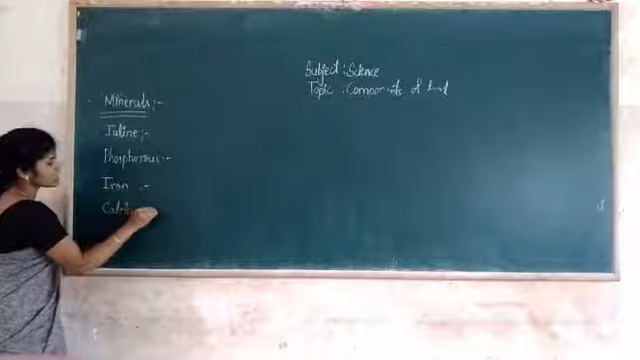 Subject : Science
Topic : Components of food
Minerals :-
Iodine :-
Phosphorous :-
Iron :-